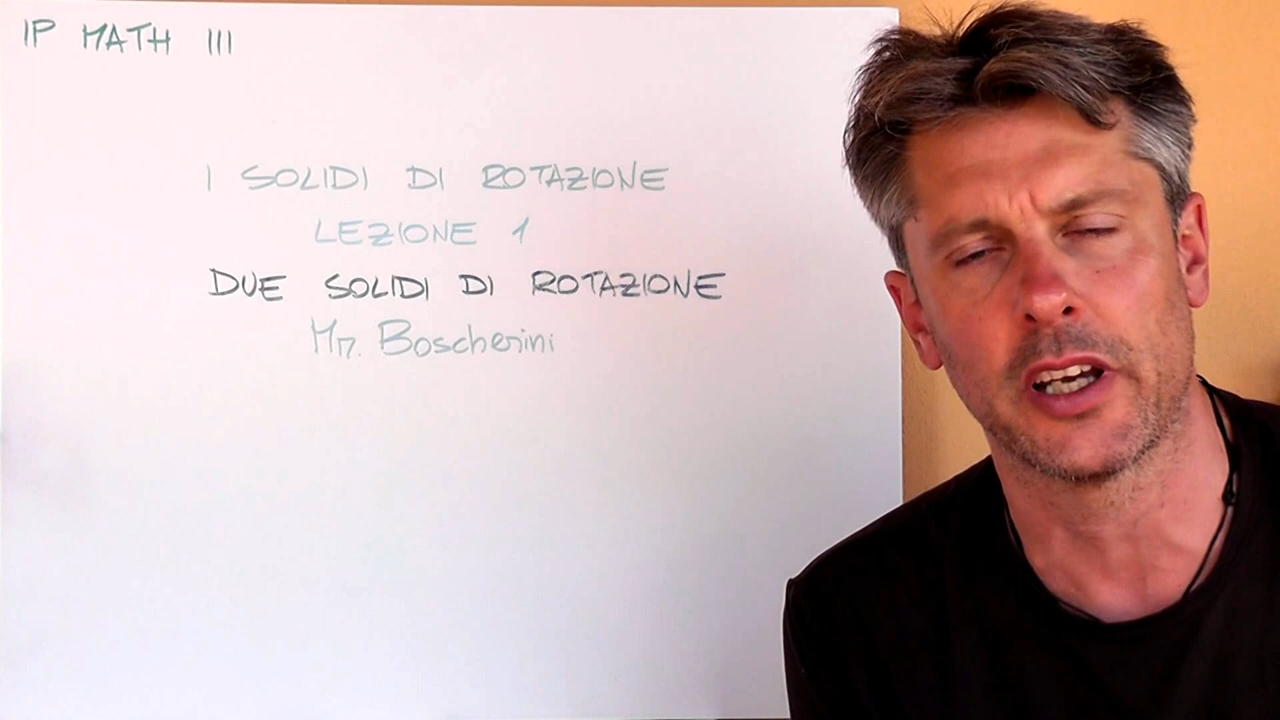 IP MATH III
I SOLIDI DI ROTAZIONE
LEZIONE 1
DUE SOLIDI DI ROTAZIONE
Mr. Boscherini